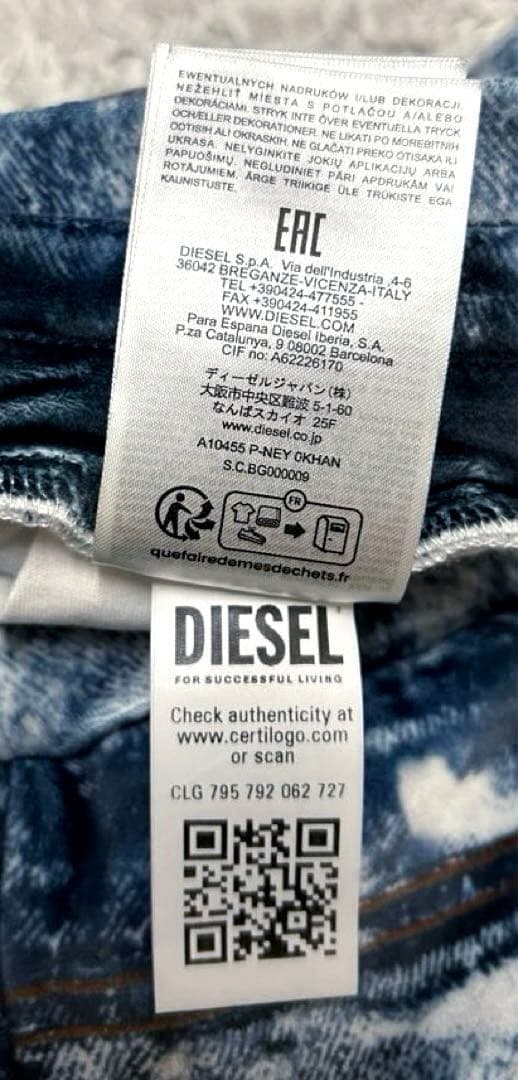 EWENTUALNYCH NADRUKÓW I/LUB DEKORACJI.
NEŽEHLIŤ MIESTA S POTLAČOU A/ALEBO
DEKORÁCIAMI. STRYK INTE ÖVER EVENTUELLA TRYCK
OCH/ELLER DEKORATIONER. NE LIKATI PO MOREBITNIH
ODTISIH ALI OKRASKIH. NE GLAČATI PREKO OTISAKA ILI
UKRASA. NELYGINKITE JOKIŲ APLIKACIJŲ ARBA
PAPUOŠIMŲ. NEGLUDINIET PĀRI APDRUKĀM VAI
ROTĀJUMIEM. ÄRGE TRIIKIGE ÜLE TRÜKISTE EGA
KAUNISTUSTE.
EAC
DIESEL S.p.A. Via dell'Industria ,4-6
36042 BREGANZE-VICENZA-ITALY
TEL +390424-477555 -
FAX +390424-411955
WWW.DIESEL.COM
Para Espana Diesel Iberia, S.A.
P.za Catalunya, 9 08002 Barcelona
CIF no: A62226170
ディーゼルジャパン(株)
大阪市中央区難波 5-1-60
なんばスカイオ 25F
www.diesel.co.jp
A10455 P-NEY 0KHAN
S.C.BG000009
FR
quefairedemesdechets.fr
DIESEL
FOR SUCCESSFUL LIVING
Check authenticity at
www.certilogo.com
or scan
CLG 795 792 062 727